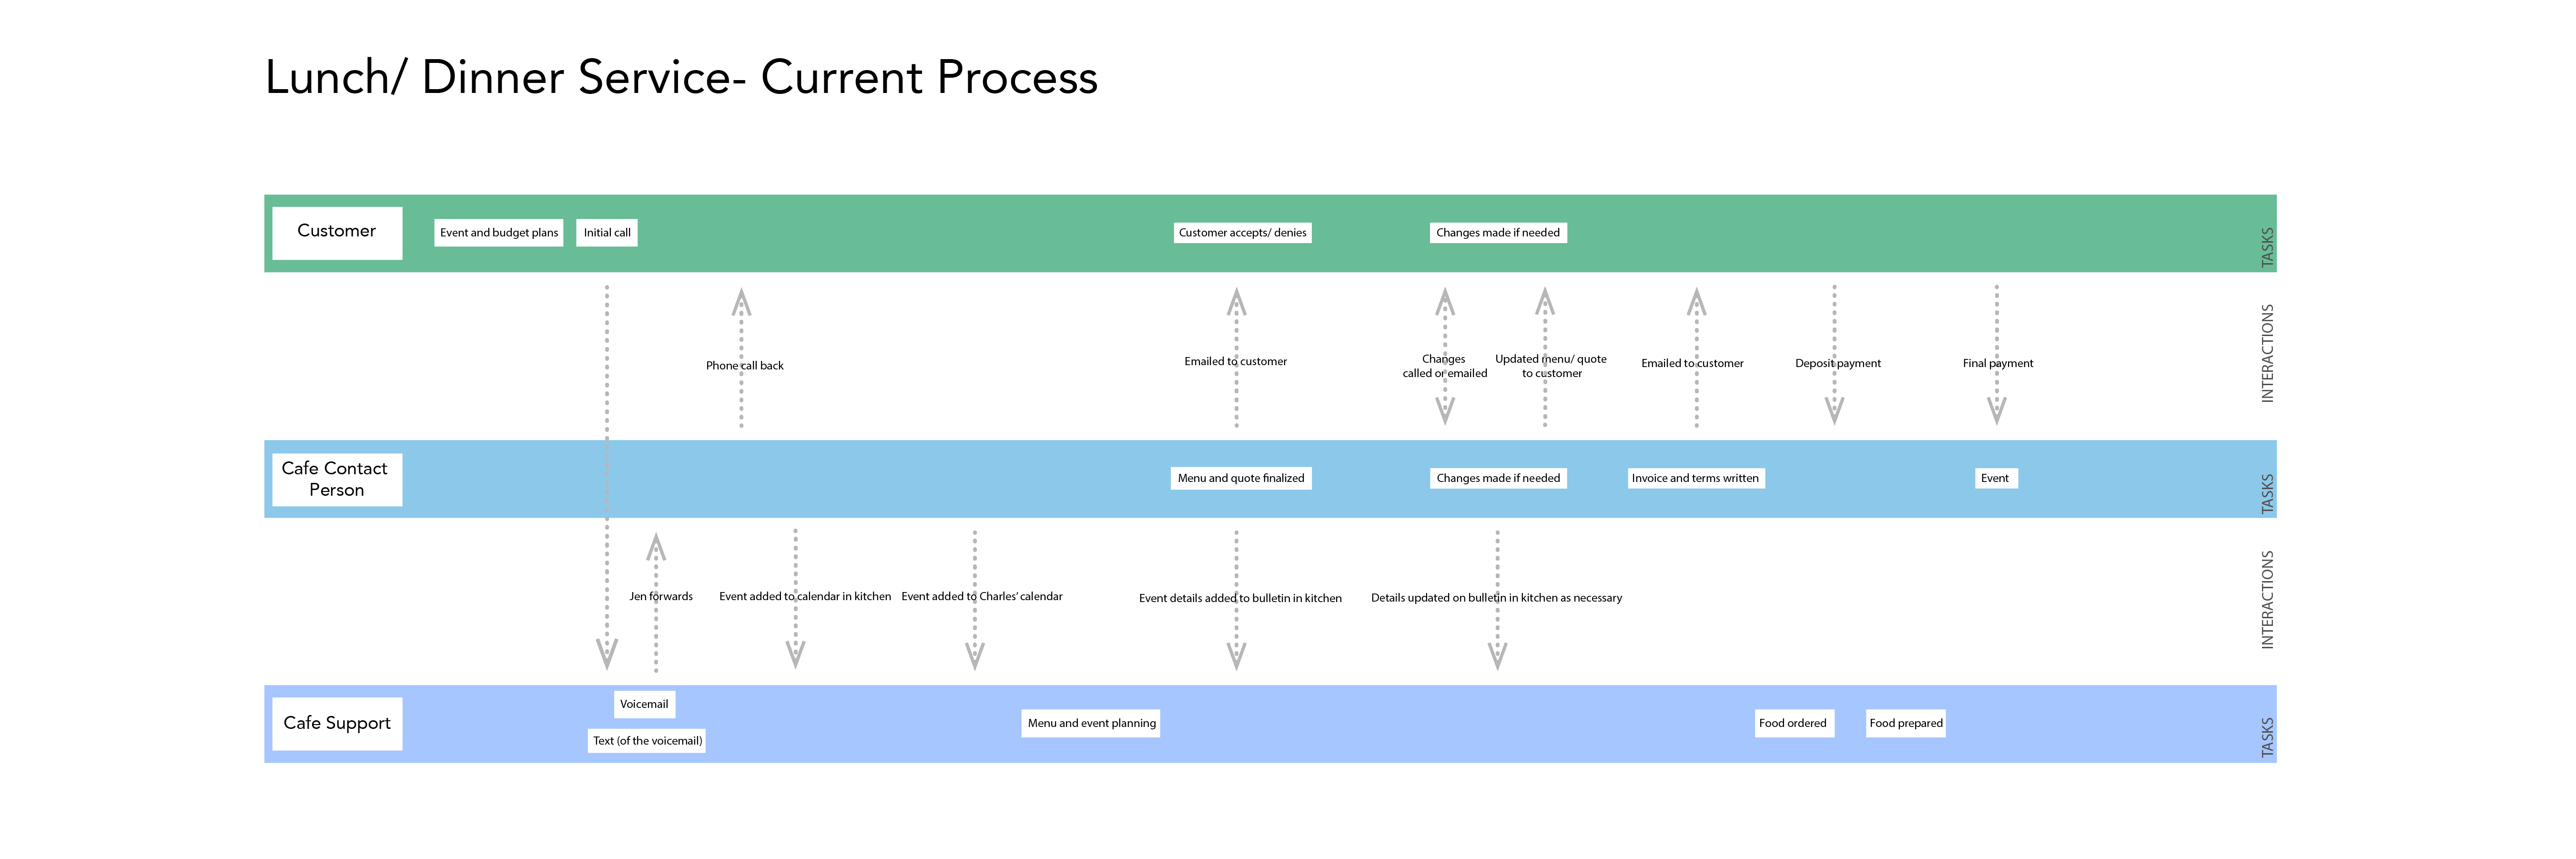 Lunch/ Dinner Service- Current Process
Customer
Event and budget plans
Initial call
Customer accepts/ denies
Changes made if needed
TASKS
Phone call back
Emailed to customer
Changes
called or emailed
Updated menu/ quote
to customer
Emailed to customer
Deposit payment
Final payment
INTERACTIONS
Cafe Contact
Person
Menu and quote finalized
Changes made if needed
Invoice and terms written
Event
TASKS
Jen forwards
Event added to calendar in kitchen
Event added to Charles’ calendar
Event details added to bulletin in kitchen
Details updated on bulletin in kitchen as necessary
INTERACTIONS
Cafe Support
Voicemail
Text (of the voicemail)
Menu and event planning
Food ordered
Food prepared
TASKS